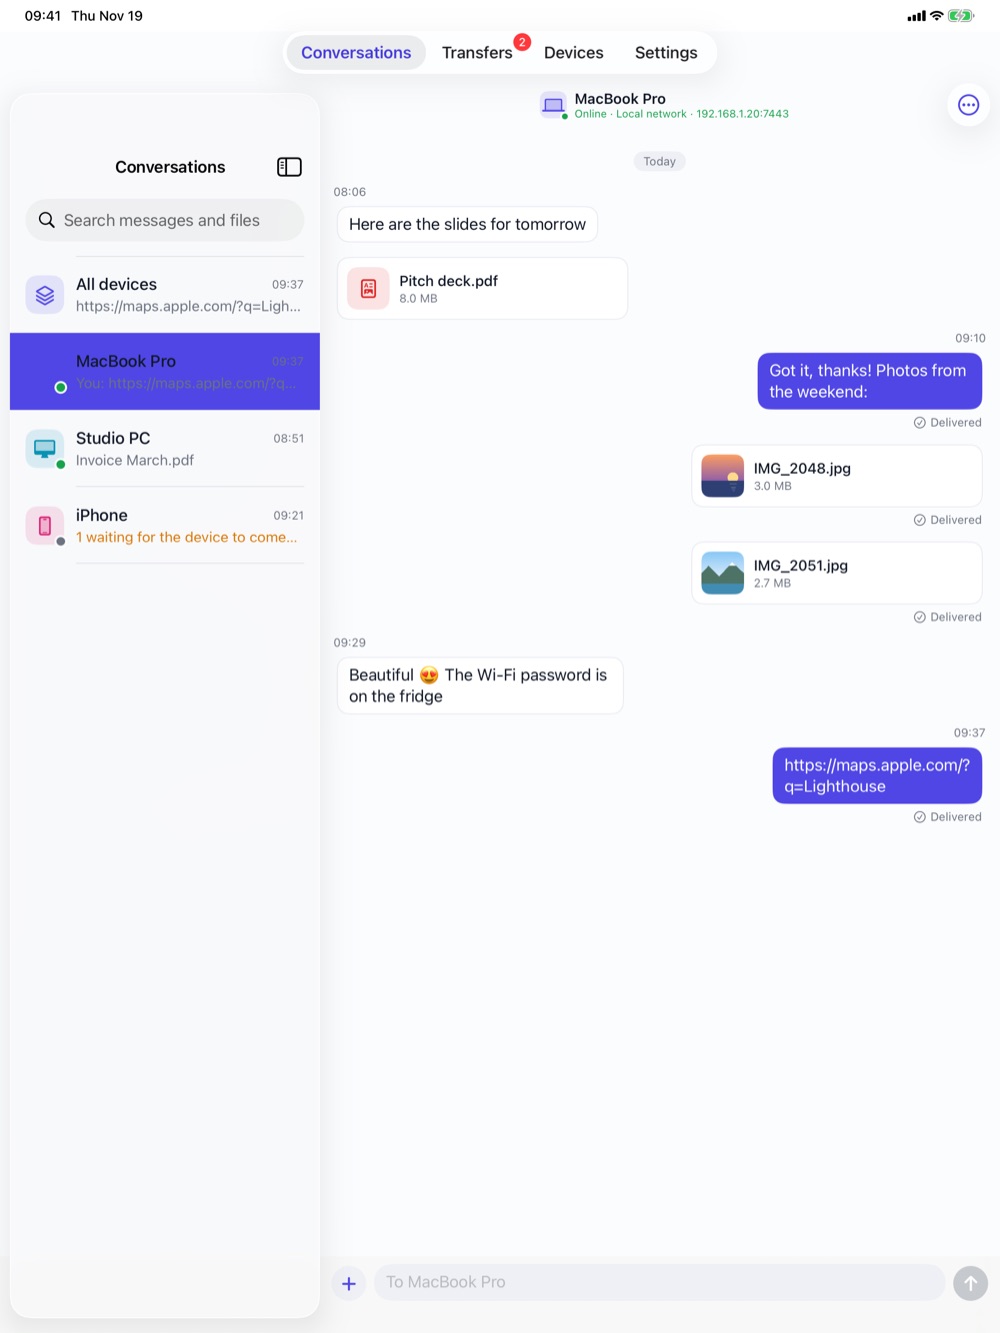 09:41 Thu Nov 19
Conversations
Transfers
2
Devices
Settings
Conversations
Search messages and files
All devices
09:37
https://maps.apple.com/?q=Ligh...
MacBook Pro
09:37
You: https://maps.apple.com/?q...
Studio PC
08:51
Invoice March.pdf
iPhone
09:21
1 waiting for the device to come...
MacBook Pro
Online · Local network · 192.168.1.20:7443
Today
08:06
Here are the slides for tomorrow
Pitch deck.pdf
8.0 MB
09:10
Got it, thanks! Photos from
the weekend:
Delivered
IMG_2048.jpg
3.0 MB
Delivered
IMG_2051.jpg
2.7 MB
Delivered
09:29
Beautiful 😍 The Wi-Fi password is
on the fridge
09:37
https://maps.apple.com/?
q=Lighthouse
Delivered
To MacBook Pro